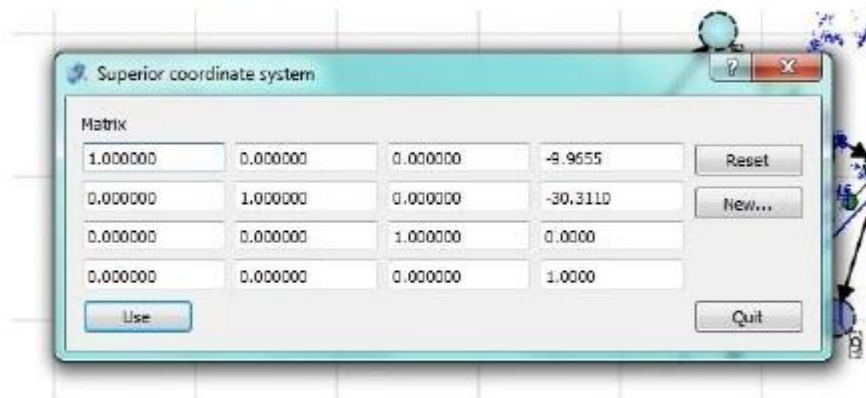 Superior coordinate system ? X
Matrix
1.000000 0.000000 0.000000 -9.9655 Reset
0.000000 1.000000 0.000000 -30.3110 New...
0.000000 0.000000 1.000000 0.0000
0.000000 0.000000 0.000000 1.0000
Use Quit
9